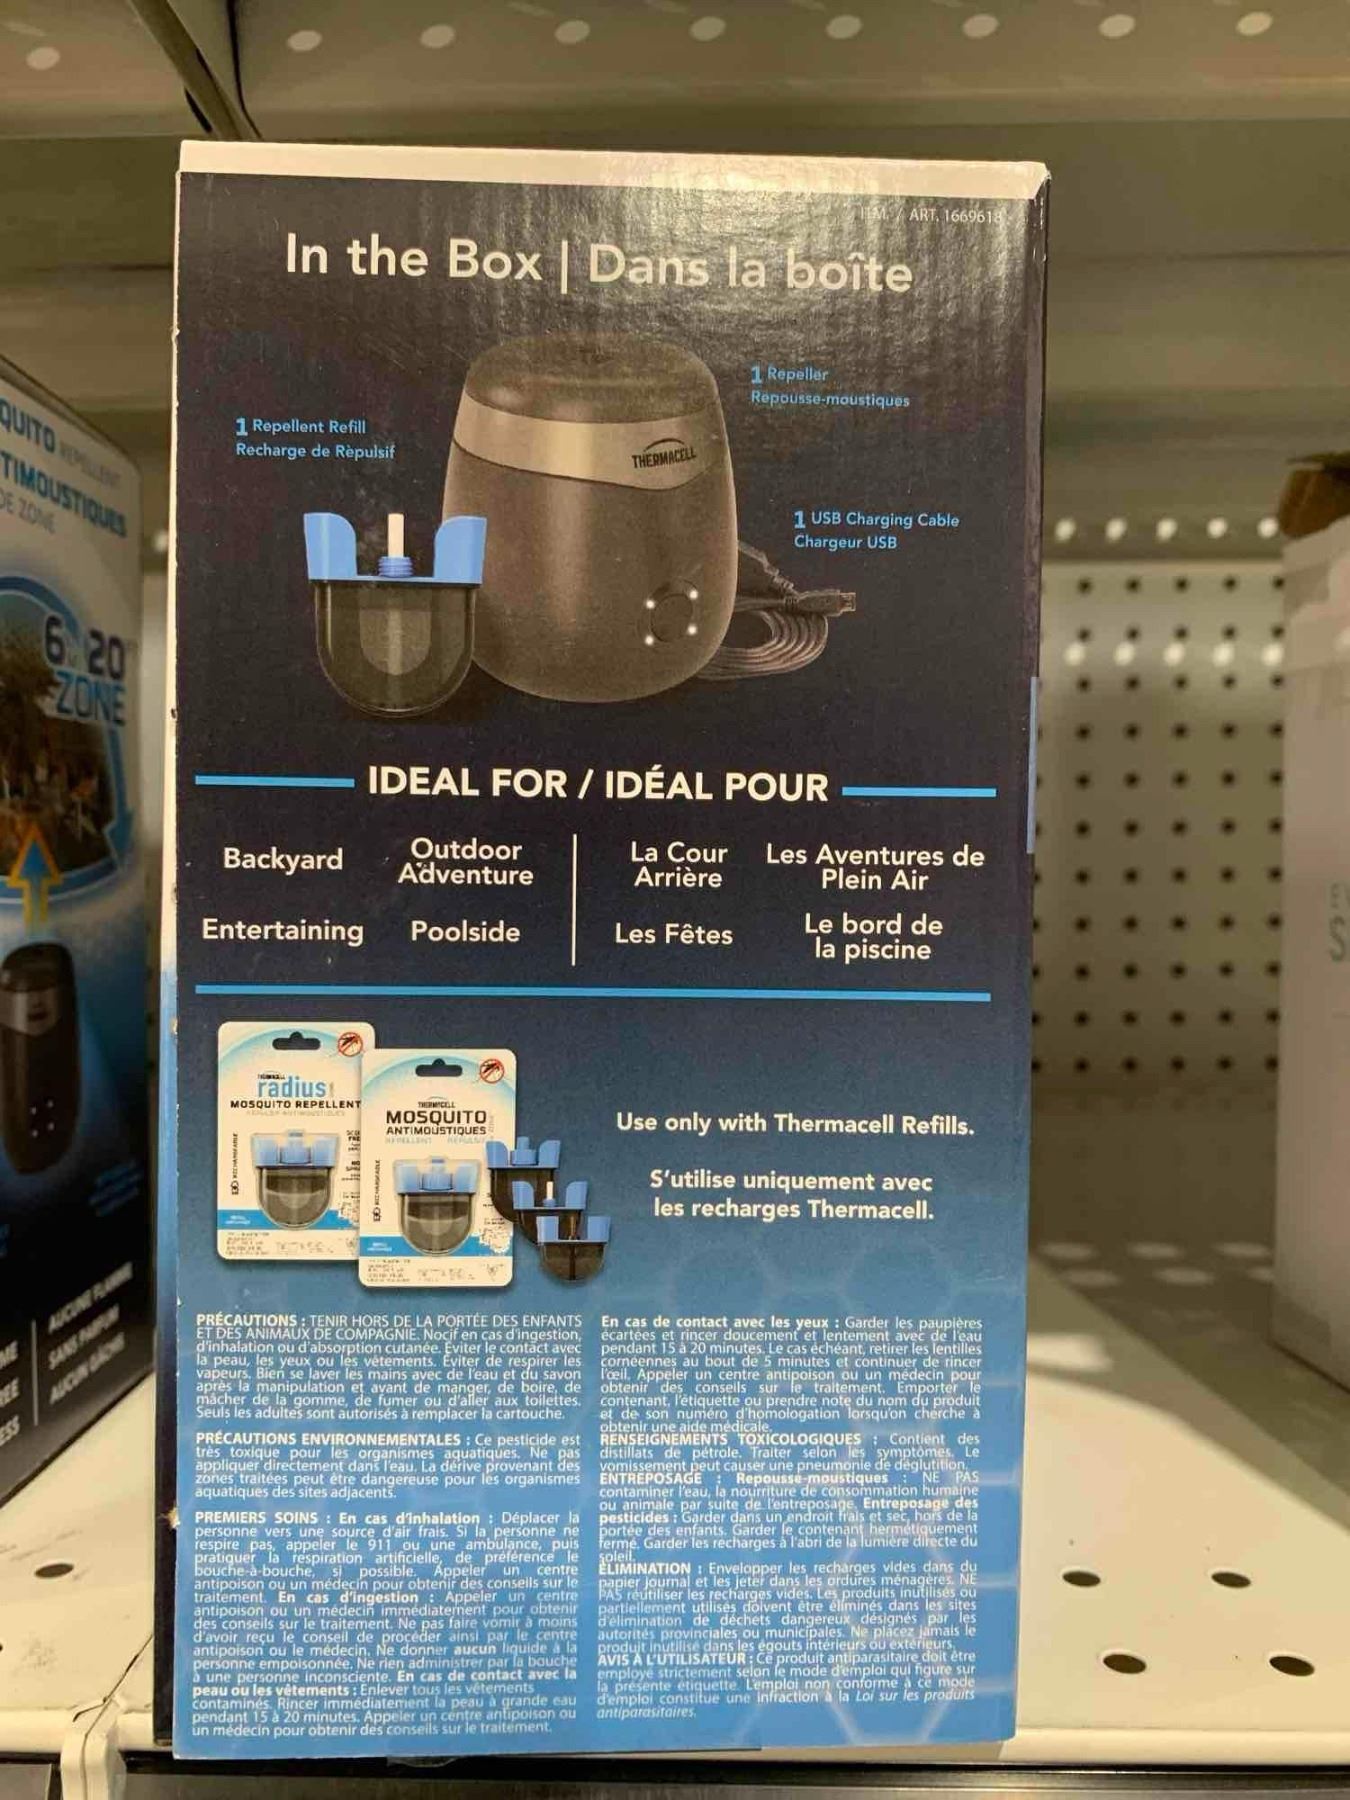 ART. 1669618
In the Box | Dans la boîte
1 Repeller
Repousse-moustiques
1 Repellent Refill
Recharge de Rèpulsif
THERMACELL
1 USB Charging Cable
Chargeur USB
IDEAL FOR / IDÉAL POUR
Backyard
Outdoor
Adventure
Entertaining
Poolside
La Cour
Arrière
Les Aventures de
Plein Air
Les Fêtes
Le bord de
la piscine
radius
MOSQUITO REPELLENT
THERMACELL
MOSQUITO
ANTIMOUSTIQUES
Use only with Thermacell Refills.
S'utilise uniquement avec
les recharges Thermacell.
PRÉCAUTIONS : TENIR HORS DE LA PORTÉE DES ENFANTS
ET DES ANIMAUX DE COMPAGNIE. Nocif en cas d'ingestion,
d'inhalation ou d'absorption cutanée. Éviter le contact avec
la peau, les yeux ou les vêtements. Éviter de respirer les
vapeurs. Bien se laver les mains avec de l'eau et du savon
après la manipulation et avant de manger, de boire, de
mâcher de la gomme, de fumer ou d'aller aux toilettes.
Seuls les adultes sont autorisés à remplacer la cartouche.
PRÉCAUTIONS ENVIRONNEMENTALES : Ce pesticide est
très toxique pour les organismes aquatiques. Ne pas
appliquer directement dans l'eau. La dérive provenant des
zones traitées peut être dangereuse pour les organismes
aquatiques des sites adjacents.
PREMIERS SOINS : En cas d'inhalation : Déplacer la
personne vers une source d'air frais. Si la personne ne
respire pas, appeler le 911 ou une ambulance, puis
pratiquer la respiration artificielle, de préférence le
bouche-à-bouche, si possible. Appeler un centre
antipoison ou un médecin pour obtenir des conseils sur le
traitement. En cas d'ingestion : Appeler un centre
antipoison ou un médecin immédiatement pour obtenir
des conseils sur le traitement. Ne pas faire vomir à moins
d'avoir reçu le conseil de procéder ainsi par le centre
antipoison ou le médecin. Ne donner aucun liquide à la
personne empoisonnée. Ne rien administrer par la bouche
à une personne inconsciente. En cas de contact avec la
peau ou les vêtements : Enlever tous les vêtements
contaminés. Rincer immédiatement la peau à grande eau
pendant 15 à 20 minutes. Appeler un centre antipoison ou
un médecin pour obtenir des conseils sur le traitement.
En cas de contact avec les yeux : Garder les paupières
écartées et rincer doucement et lentement avec de l'eau
pendant 15 à 20 minutes. Le cas échéant, retirer les lentilles
cornéennes au bout de 5 minutes et continuer de rincer
l'œil. Appeler un centre antipoison ou un médecin pour
obtenir des conseils sur le traitement. Emporter le
contenant, l'étiquette ou prendre note du nom du produit
et de son numéro d'homologation lorsqu'on cherche à
obtenir une aide médicale.
RENSEIGNEMENTS TOXICOLOGIQUES : Contient des
distillats de pétrole. Traiter selon les symptômes. Le
vomissement peut causer une pneumonie de déglutition.
ENTREPOSAGE : Repousse-moustiques : NE PAS
contaminer l'eau, la nourriture de consommation humaine
ou animale par suite de l'entreposage. Entreposage des
pesticides : Garder dans un endroit frais et sec, hors de la
portée des enfants. Garder le contenant hermétiquement
fermé. Garder les recharges à l'abri de la lumière directe du
soleil.
ÉLIMINATION : Envelopper les recharges vides dans du
papier journal et les jeter dans les ordures ménagères. NE
PAS réutiliser les recharges vides. Les produits inutilisés ou
partiellement utilisés doivent être éliminés dans les sites
d'élimination de déchets dangereux désignés par les
autorités provinciales ou municipales. Ne placez jamais le
produit inutilisé dans les égouts intérieurs ou extérieurs.
AVIS À L'UTILISATEUR : Ce produit antiparasitaire doit être
employé strictement selon le mode d'emploi qui figure sur
la présente étiquette. L'emploi non conforme à ce mode
d'emploi constitue une infraction à la Loi sur les produits
antiparasitaires.
TIMOUSTIQUES
DE ZONE
20
ZONE
AUCUNE FLAMME
SANS PARFUM
AUCUN GÂCHIS